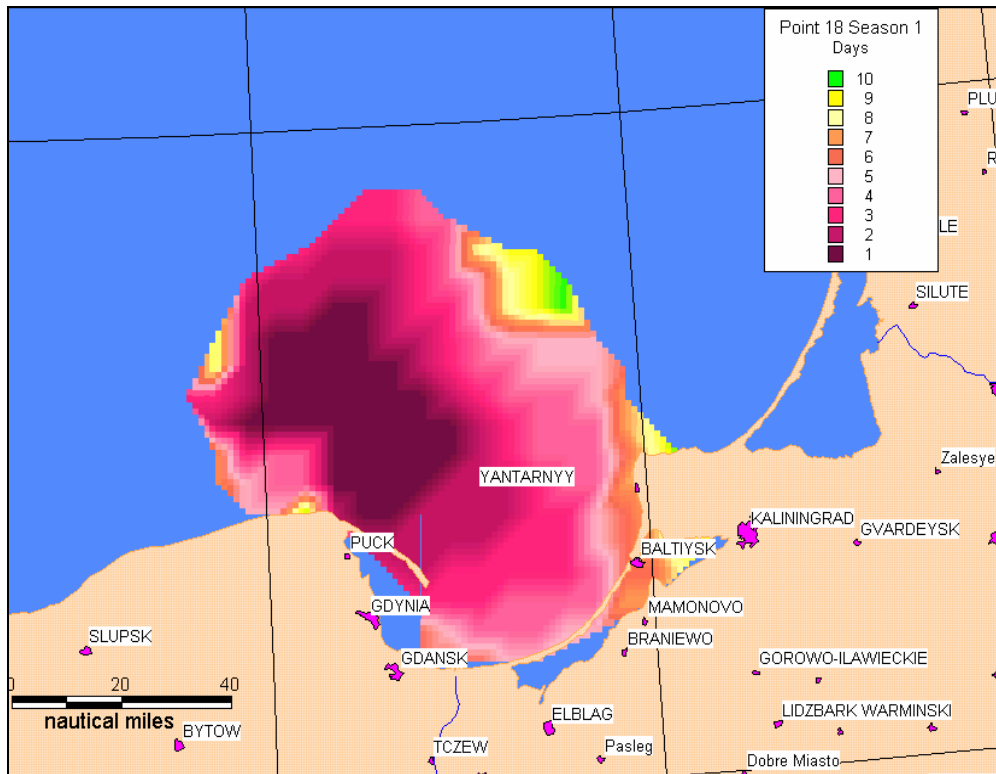 Point 18 Season 1
Days
10
9
8
7
6
5
4
3
2
1
PLU
R
LE
SILUTE
YANTARNYY
Zalesye
KALININGRAD
GVARDEYSK
PUCK
BALTIYSK
GDYNIA
MAMONOVO
SLUPSK
BRANIEWO
GDANSK
GOROWO-ILAWIECKIE
0 20 40
nautical miles
BYTOW
ELBLAG
LIDZBARK WARMINSKI
TCZEW
Pasleg
Dobre Miasto